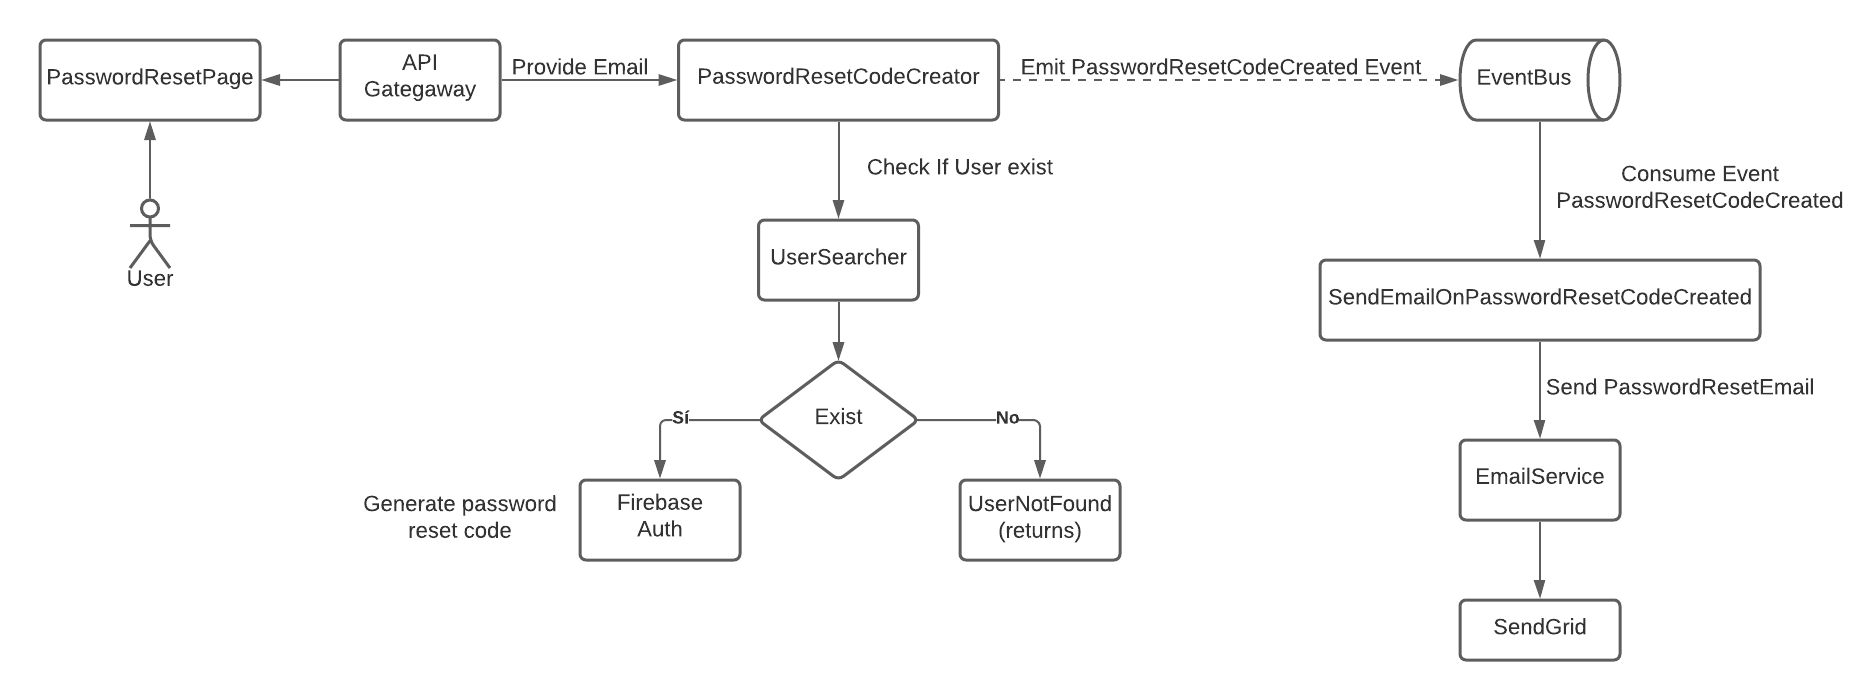 PasswordResetPage
API
Gategaway
Provide Email
PasswordResetCodeCreator
Emit PasswordResetCodeCreated Event
EventBus
Check If User exist
Consume Event
PasswordResetCodeCreated
User
UserSearcher
SendEmailOnPasswordResetCodeCreated
Send PasswordResetEmail
Exist
Sí
No
Generate password
reset code
Firebase
Auth
UserNotFound
(returns)
EmailService
SendGrid